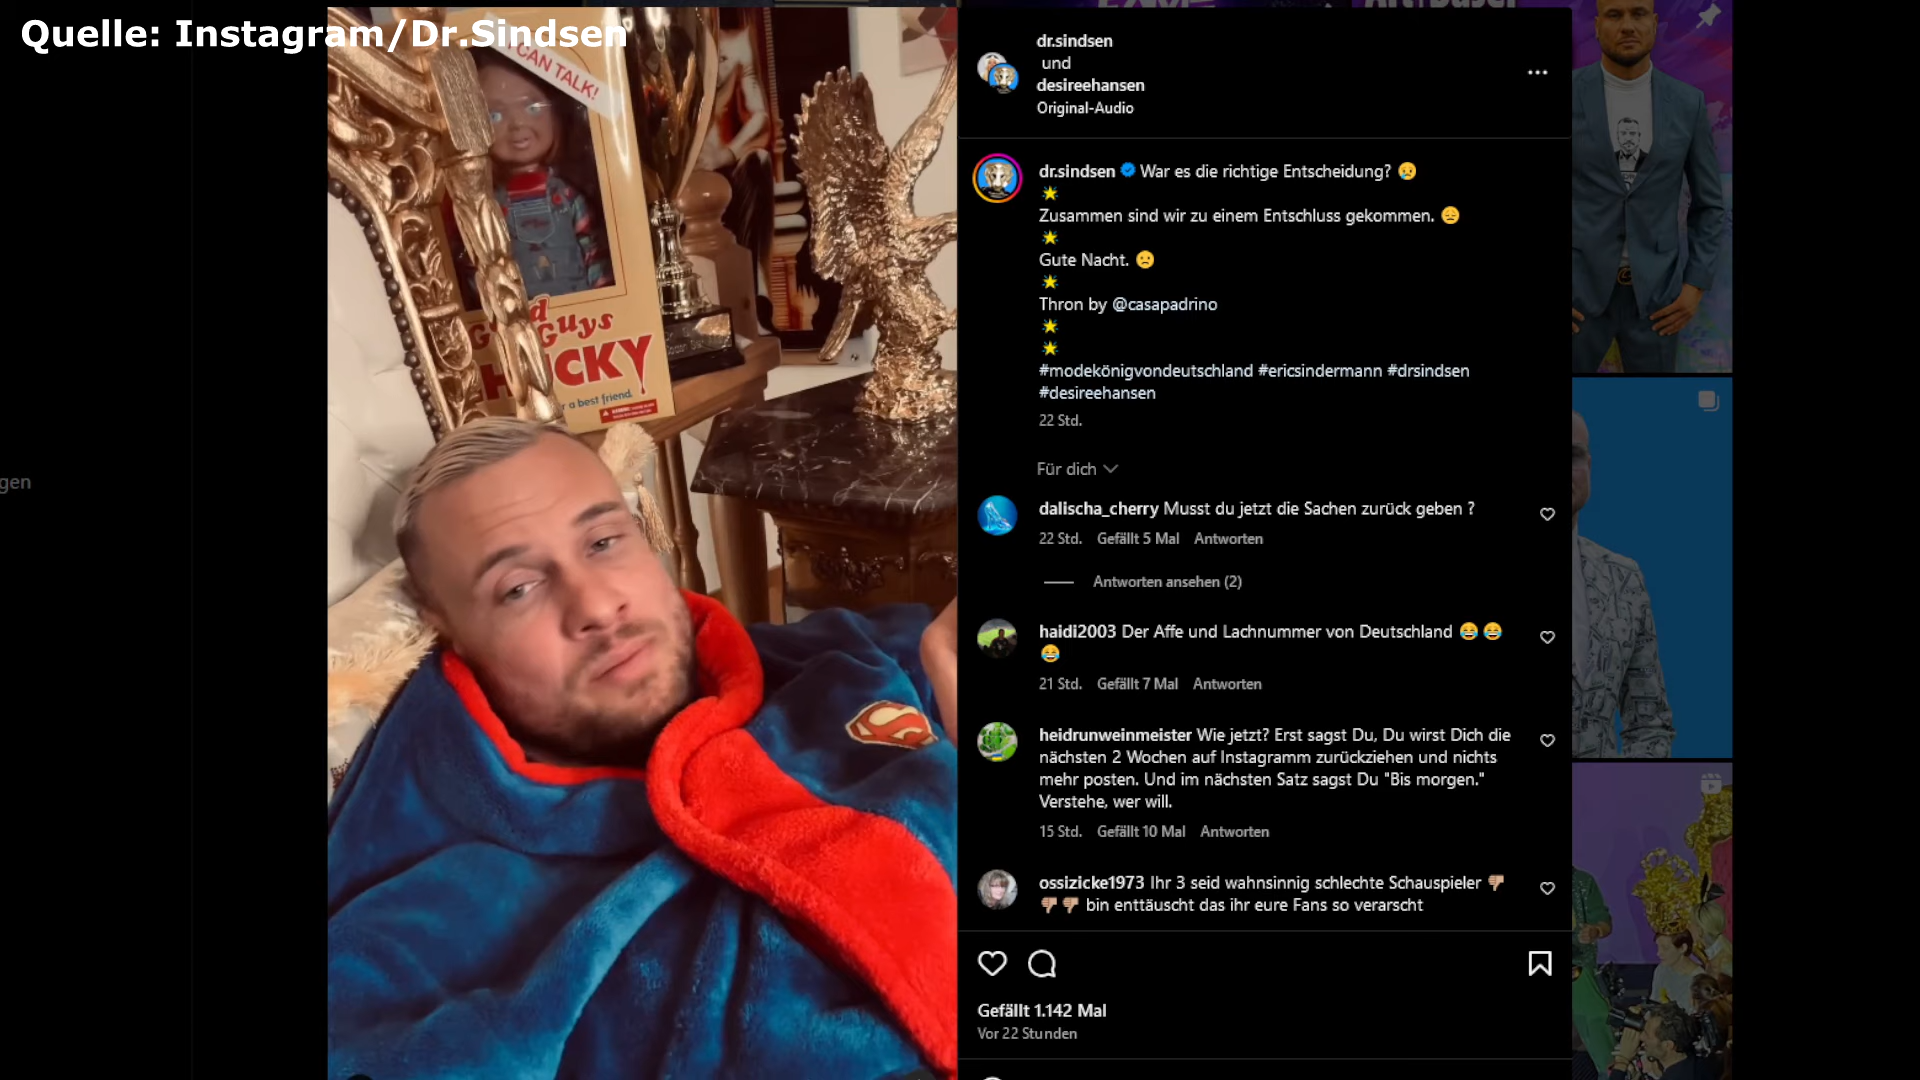 Quelle: Instagram/Dr.Sindsen
CAN TALK!
Guys
HUCKY
r a best friend.
dr.sindsen
und
desireehansen
Original-Audio
dr.sindsen War es die richtige Entscheidung? 😢
🌟
Zusammen sind wir zu einem Entschluss gekommen. 😔
🌟
Gute Nacht. 🙁
🌟
Thron by @casapadrino
🌟
🌟
#modekönigvondeutschland #ericsindermann #drsindsen
#desireehansen
22 Std.
Für dich
dalischa_cherry Musst du jetzt die Sachen zurück geben ?
22 Std. Gefällt 5 Mal Antworten
Antworten ansehen (2)
haidi2003 Der Affe und Lachnummer von Deutschland 😂😂
😂
21 Std. Gefällt 7 Mal Antworten
heidrunweinmeister Wie jetzt? Erst sagst Du, Du wirst Dich die
nächsten 2 Wochen auf Instagramm zurückziehen und nichts
mehr posten. Und im nächsten Satz sagst Du "Bis morgen."
Verstehe, wer will.
15 Std. Gefällt 10 Mal Antworten
ossizicke1973 Ihr 3 seid wahnsinnig schlechte Schauspieler 👎🏼
👎🏼👎🏼 bin enttäuscht das ihr eure Fans so verarscht
Gefällt 1.142 Mal
Vor 22 Stunden
gen